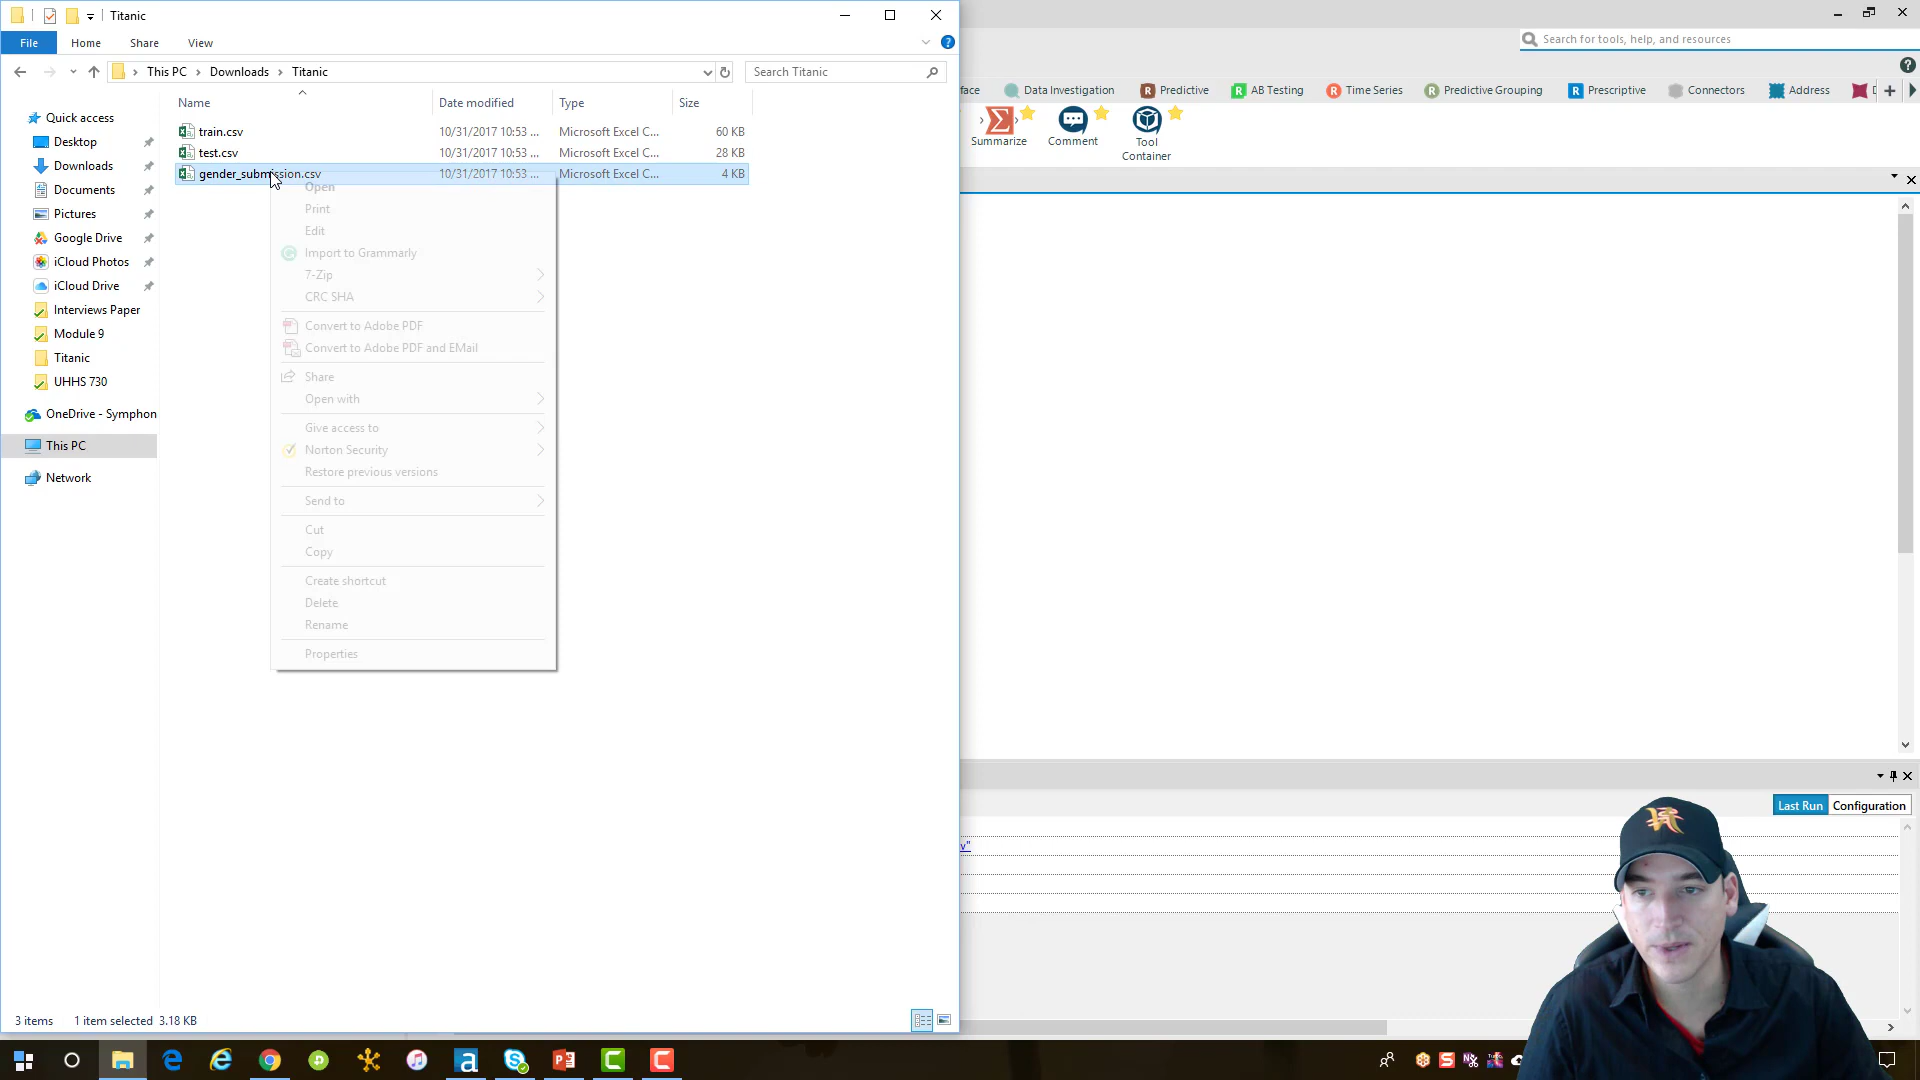 Titanic
File Home Share View
This PC Downloads Titanic
Search Titanic
Name Date modified Type Size
train.csv 10/31/2017 10:53 ... Microsoft Excel C... 60 KB
test.csv 10/31/2017 10:53 ... Microsoft Excel C... 28 KB
gender_submission.csv 10/31/2017 10:53 ... Microsoft Excel C... 4 KB
Quick access
Desktop
Downloads
Documents
Pictures
Google Drive
iCloud Photos
iCloud Drive
Interviews Paper
Module 9
Titanic
UHHS 730
OneDrive - Symphon
This PC
Network
Open
Print
Edit
Import to Grammarly
7-Zip
CRC SHA
Convert to Adobe PDF
Convert to Adobe PDF and EMail
Share
Open with
Give access to
Norton Security
Restore previous versions
Send to
Cut
Copy
Create shortcut
Delete
Rename
Properties
3 items 1 item selected 3.18 KB
Search for tools, help, and resources
face Data Investigation Predictive AB Testing Time Series Predictive Grouping Prescriptive Connectors Address
Summarize Comment Tool Container
Last Run Configuration
v"